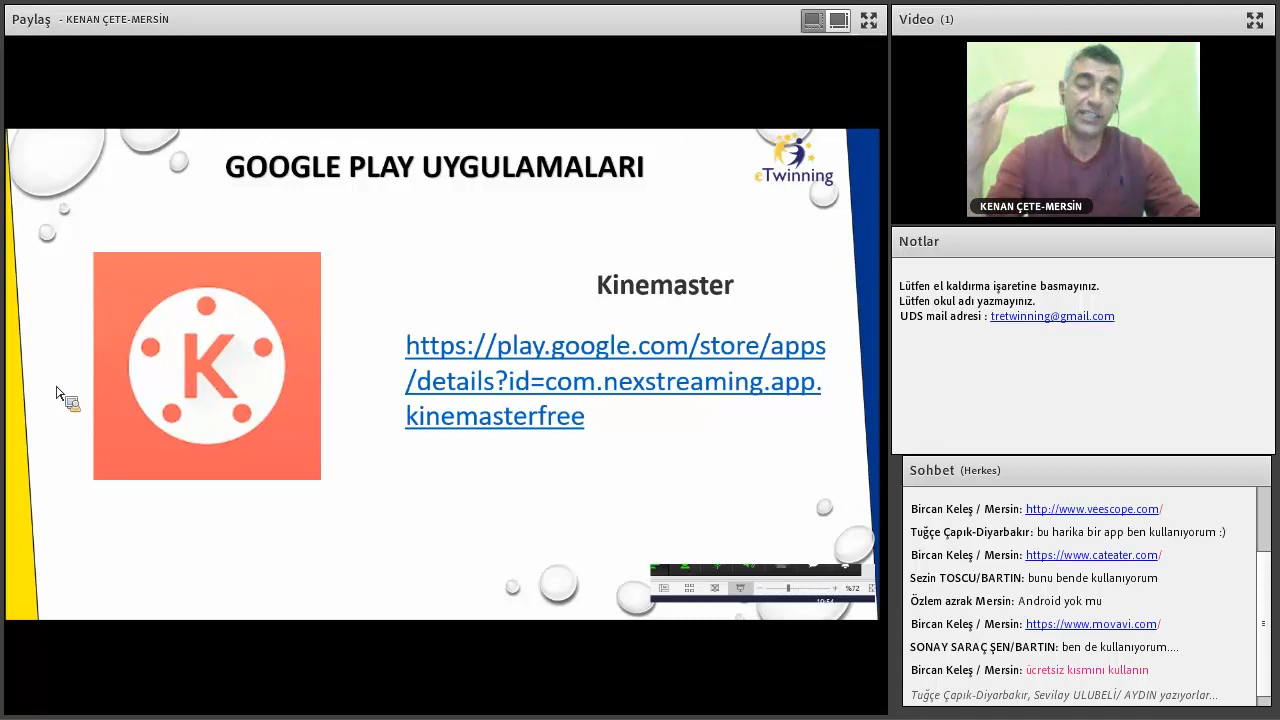 Paylaş - KENAN ÇETE-MERSİN
GOOGLE PLAY UYGULAMALARI
eTwinning
K
Kinemaster
https://play.google.com/store/apps
/details?id=com.nexstreaming.app.
kinemasterfree
%72
Video (1)
KENAN ÇETE-MERSİN
Notlar
Lütfen el kaldırma işaretine basmayınız.
Lütfen okul adı yazmayınız.
UDS mail adresi : tretwinning@gmail.com
Sohbet (Herkes)
Bircan Keleş / Mersin: http://www.veescope.com/
Tuğçe Çapık-Diyarbakır: bu harika bir app ben kullanıyorum :)
Bircan Keleş / Mersin: https://www.cateater.com/
Sezin TOSCU/BARTIN: bunu bende kullanıyorum
Özlem azrak Mersin: Android yok mu
Bircan Keleş / Mersin: https://www.movavi.com/
SONAY SARAÇ ŞEN/BARTIN: ben de kullanıyorum....
Bircan Keleş / Mersin: ücretsiz kısmını kullanın
Tuğçe Çapık-Diyarbakır, Sevilay ULUBELİ/ AYDIN yazıyorlar...